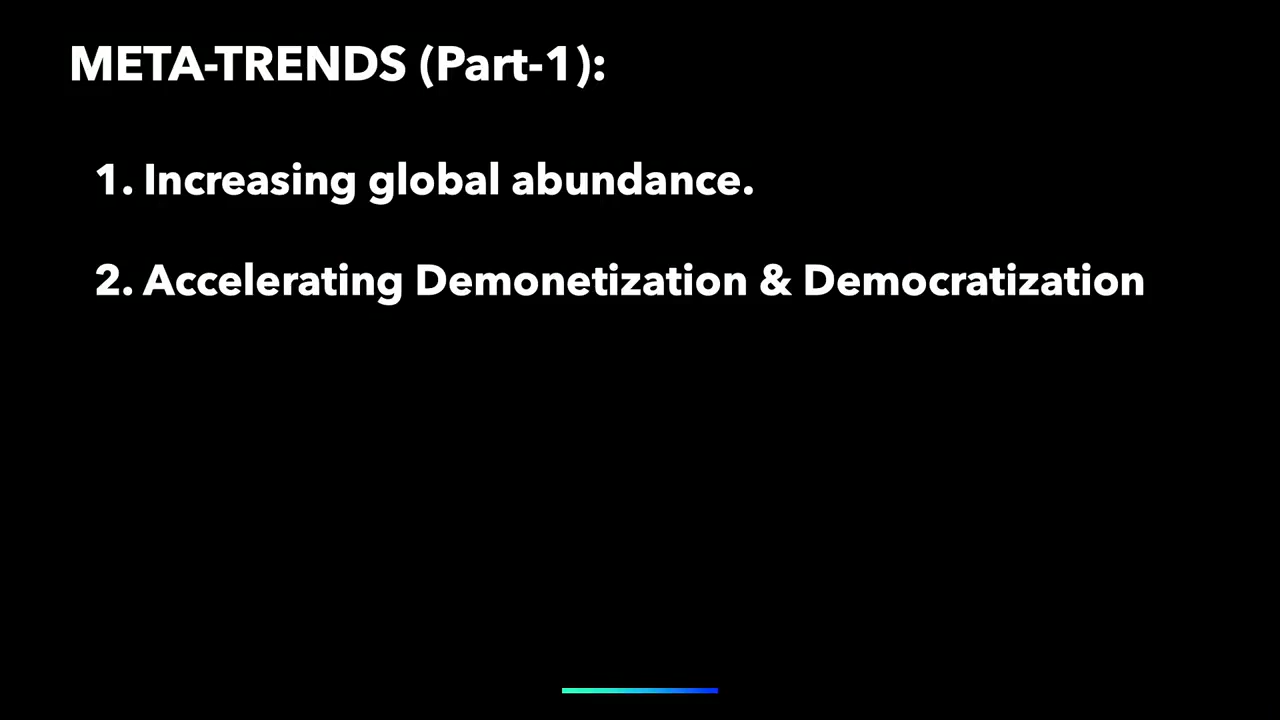 META-TRENDS (Part-1):
1. Increasing global abundance.
2. Accelerating Demonetization & Democratization